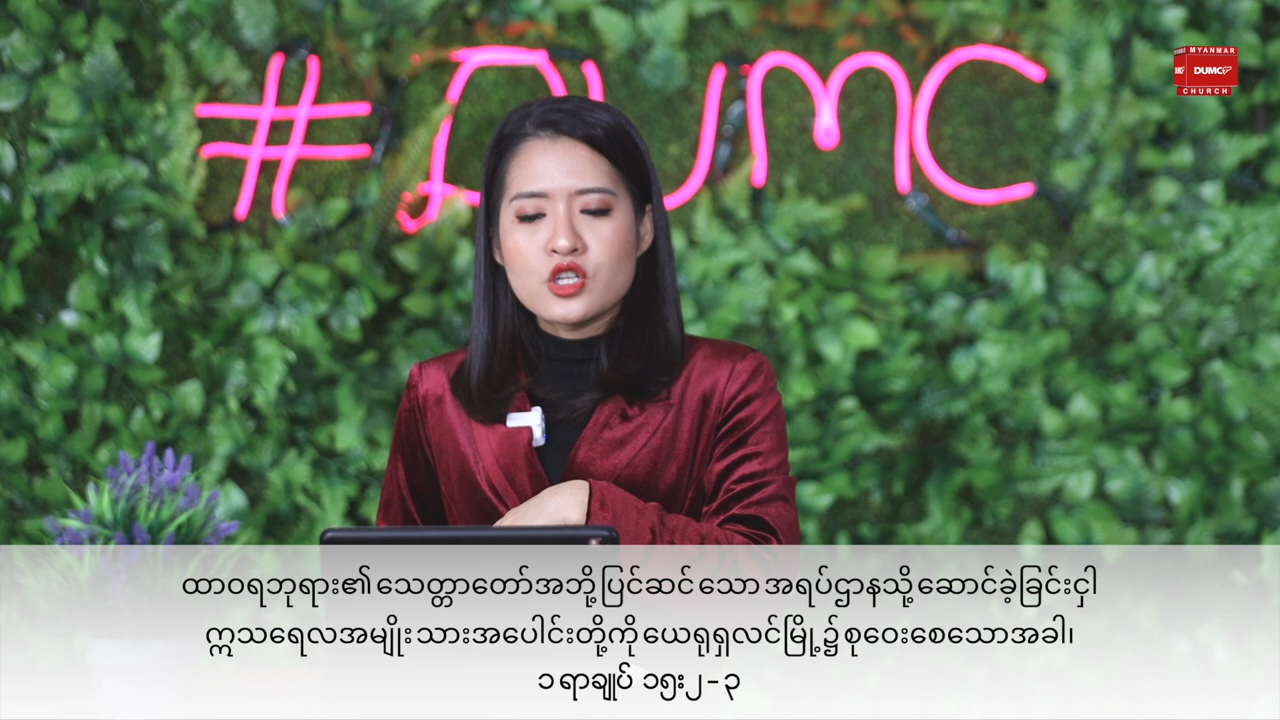 #DUMC
MYANMAR
DUMC
CHURCH
ထာဝရဘုရား၏ သေတ္တာတော်အဘို့ ပြင်ဆင် သော အရပ်ဌာနသို့ ဆောင်ခဲ့ခြင်းငှါ
ဣသရေလအမျိုး သားအပေါင်းတို့ကို ယေရုရှလင်မြို့၌ စုဝေးစေသောအခါ၊
၁ ရာချုပ် ၁၅း၂ – ၃